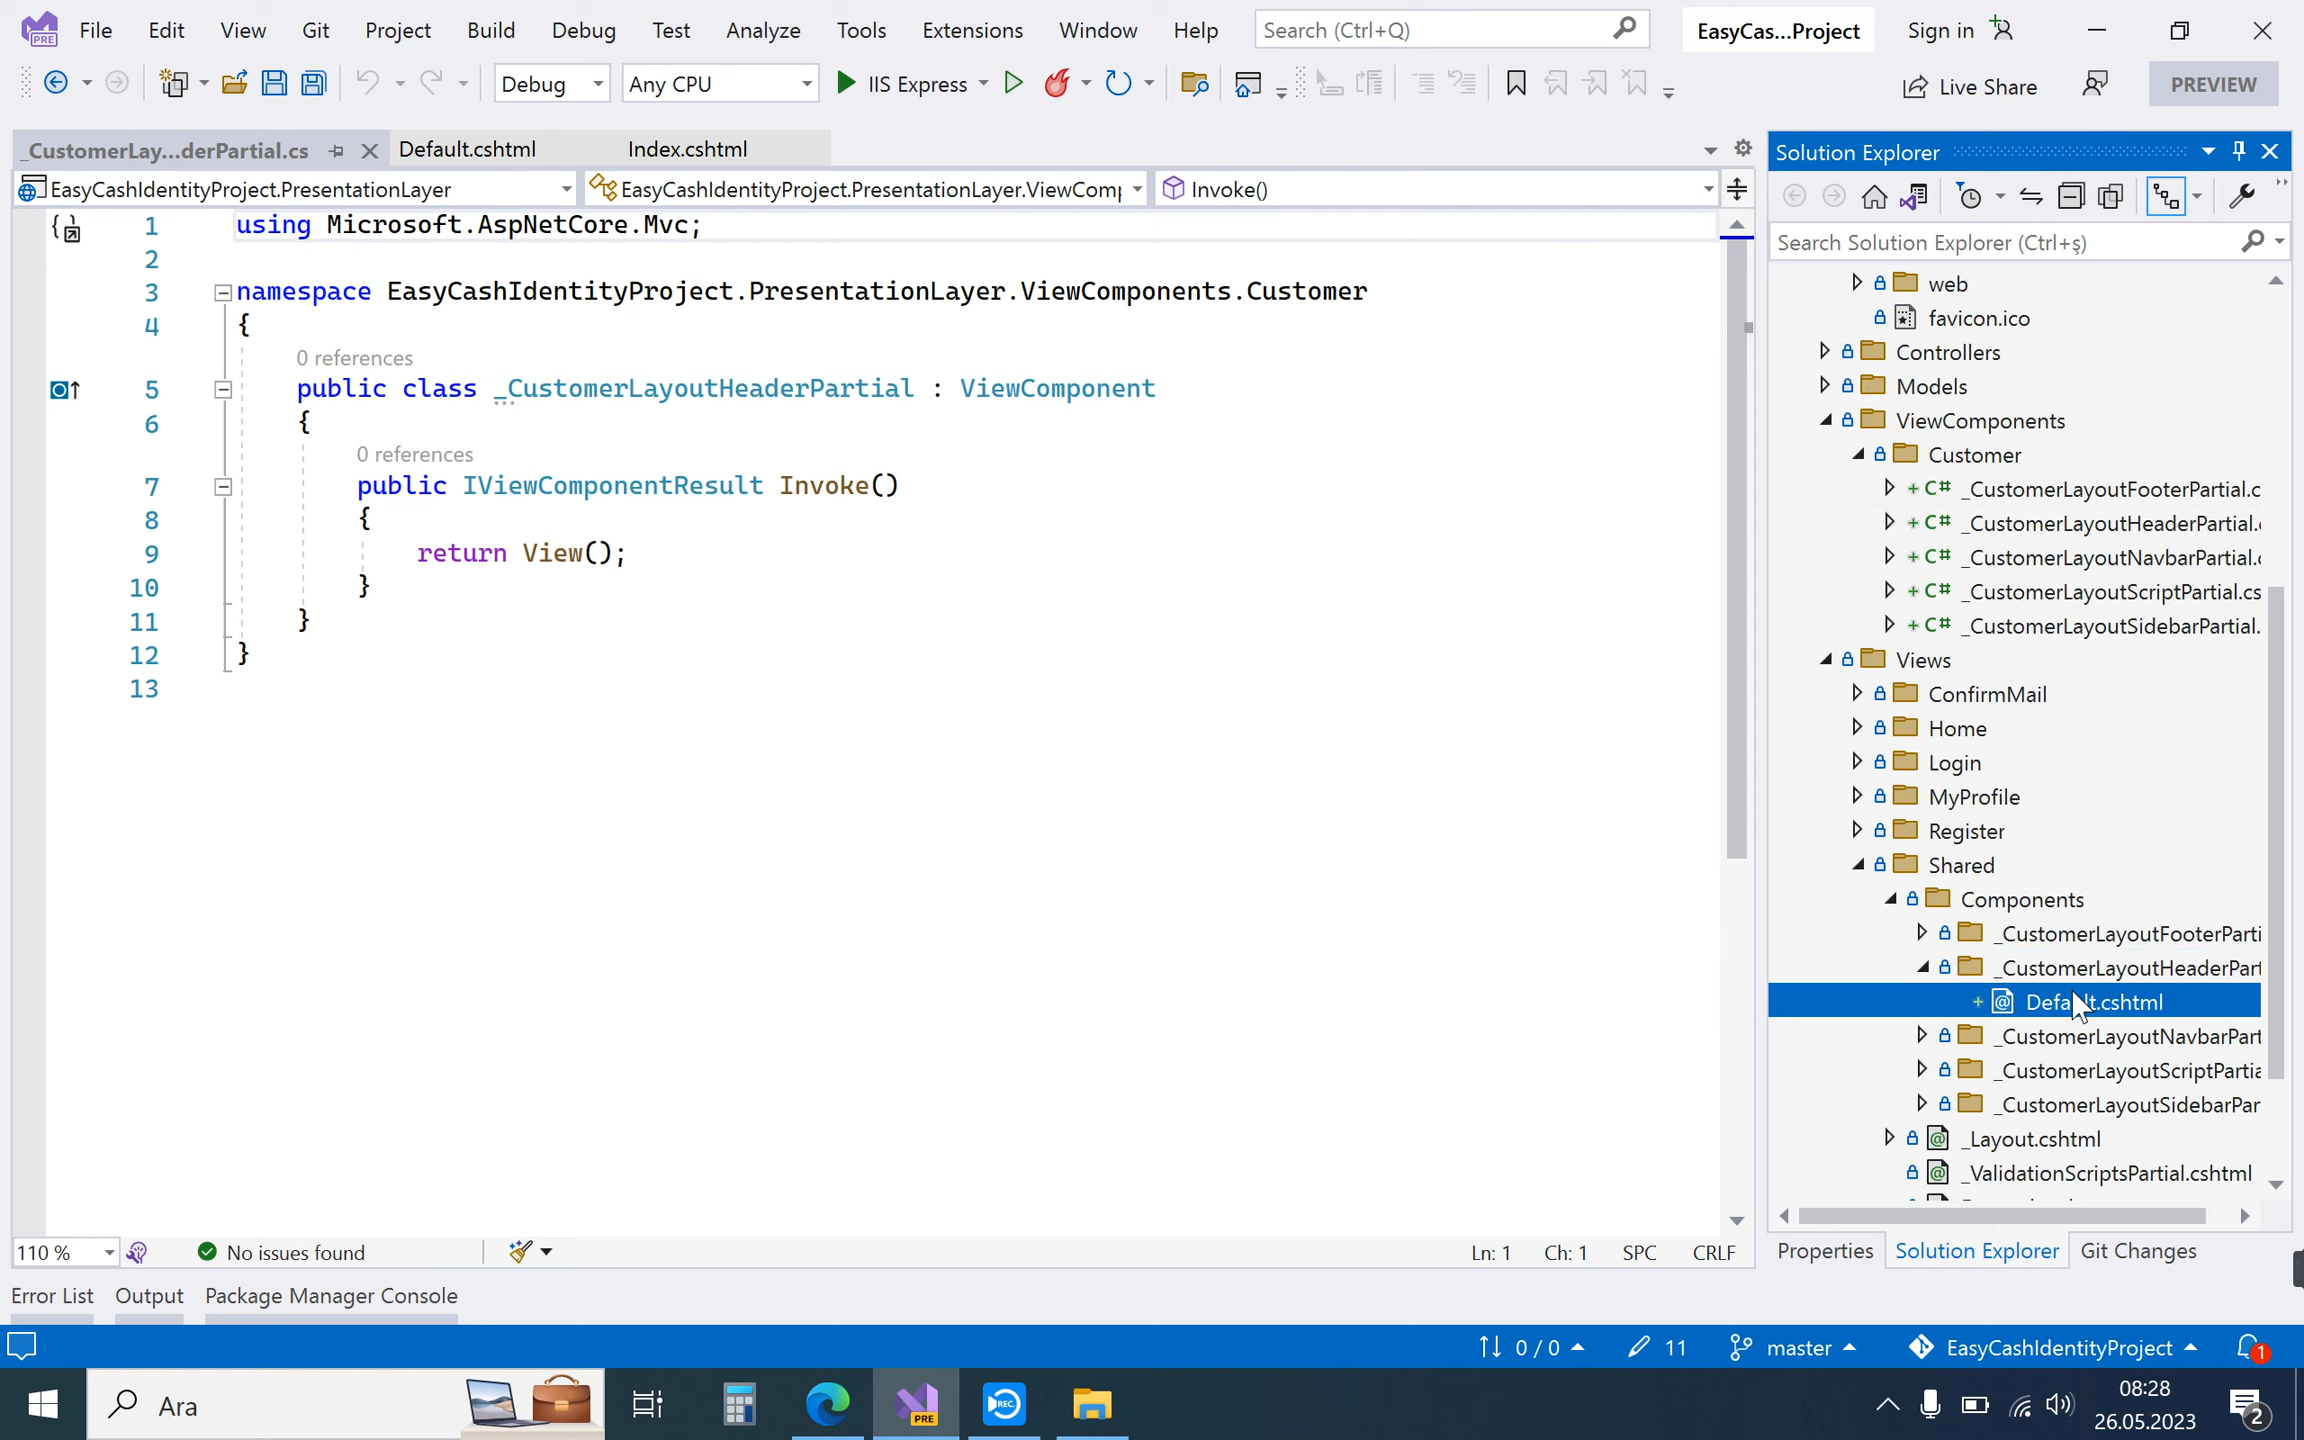 File Edit View Git Project Build Debug Test Analyze Tools Extensions Window Help Search (Ctrl+Q) EasyCas...Project Sign in
PRE
Debug Any CPU IIS Express Live Share PREVIEW
_CustomerLay...derPartial.cs Default.cshtml Index.cshtml
EasyCashIdentityProject.PresentationLayer EasyCashIdentityProject.PresentationLayer.ViewComp Invoke()
1 using Microsoft.AspNetCore.Mvc;
2
3 namespace EasyCashIdentityProject.PresentationLayer.ViewComponents.Customer
4 {
0 references
5 public class _CustomerLayoutHeaderPartial : ViewComponent
6 {
0 references
7 public IViewComponentResult Invoke()
8 {
9 return View();
10 }
11 }
12 }
13
110 % No issues found Ln: 1 Ch: 1 SPC CRLF
Solution Explorer
Search Solution Explorer (Ctrl+ş)
web
favicon.ico
Controllers
Models
ViewComponents
Customer
C# _CustomerLayoutFooterPartial.c
C# _CustomerLayoutHeaderPartial.
C# _CustomerLayoutNavbarPartial.
C# _CustomerLayoutScriptPartial.cs
C# _CustomerLayoutSidebarPartial.
Views
ConfirmMail
Home
Login
MyProfile
Register
Shared
Components
_CustomerLayoutFooterParti
_CustomerLayoutHeaderPart
Default.cshtml
_CustomerLayoutNavbarPart
_CustomerLayoutScriptPartia
_CustomerLayoutSidebarPar
_Layout.cshtml
_ValidationScriptsPartial.cshtml
Properties Solution Explorer Git Changes
Error List Output Package Manager Console
0 / 0 11 master EasyCashIdentityProject 1
Ara PRE REC 08:28
26.05.2023 2